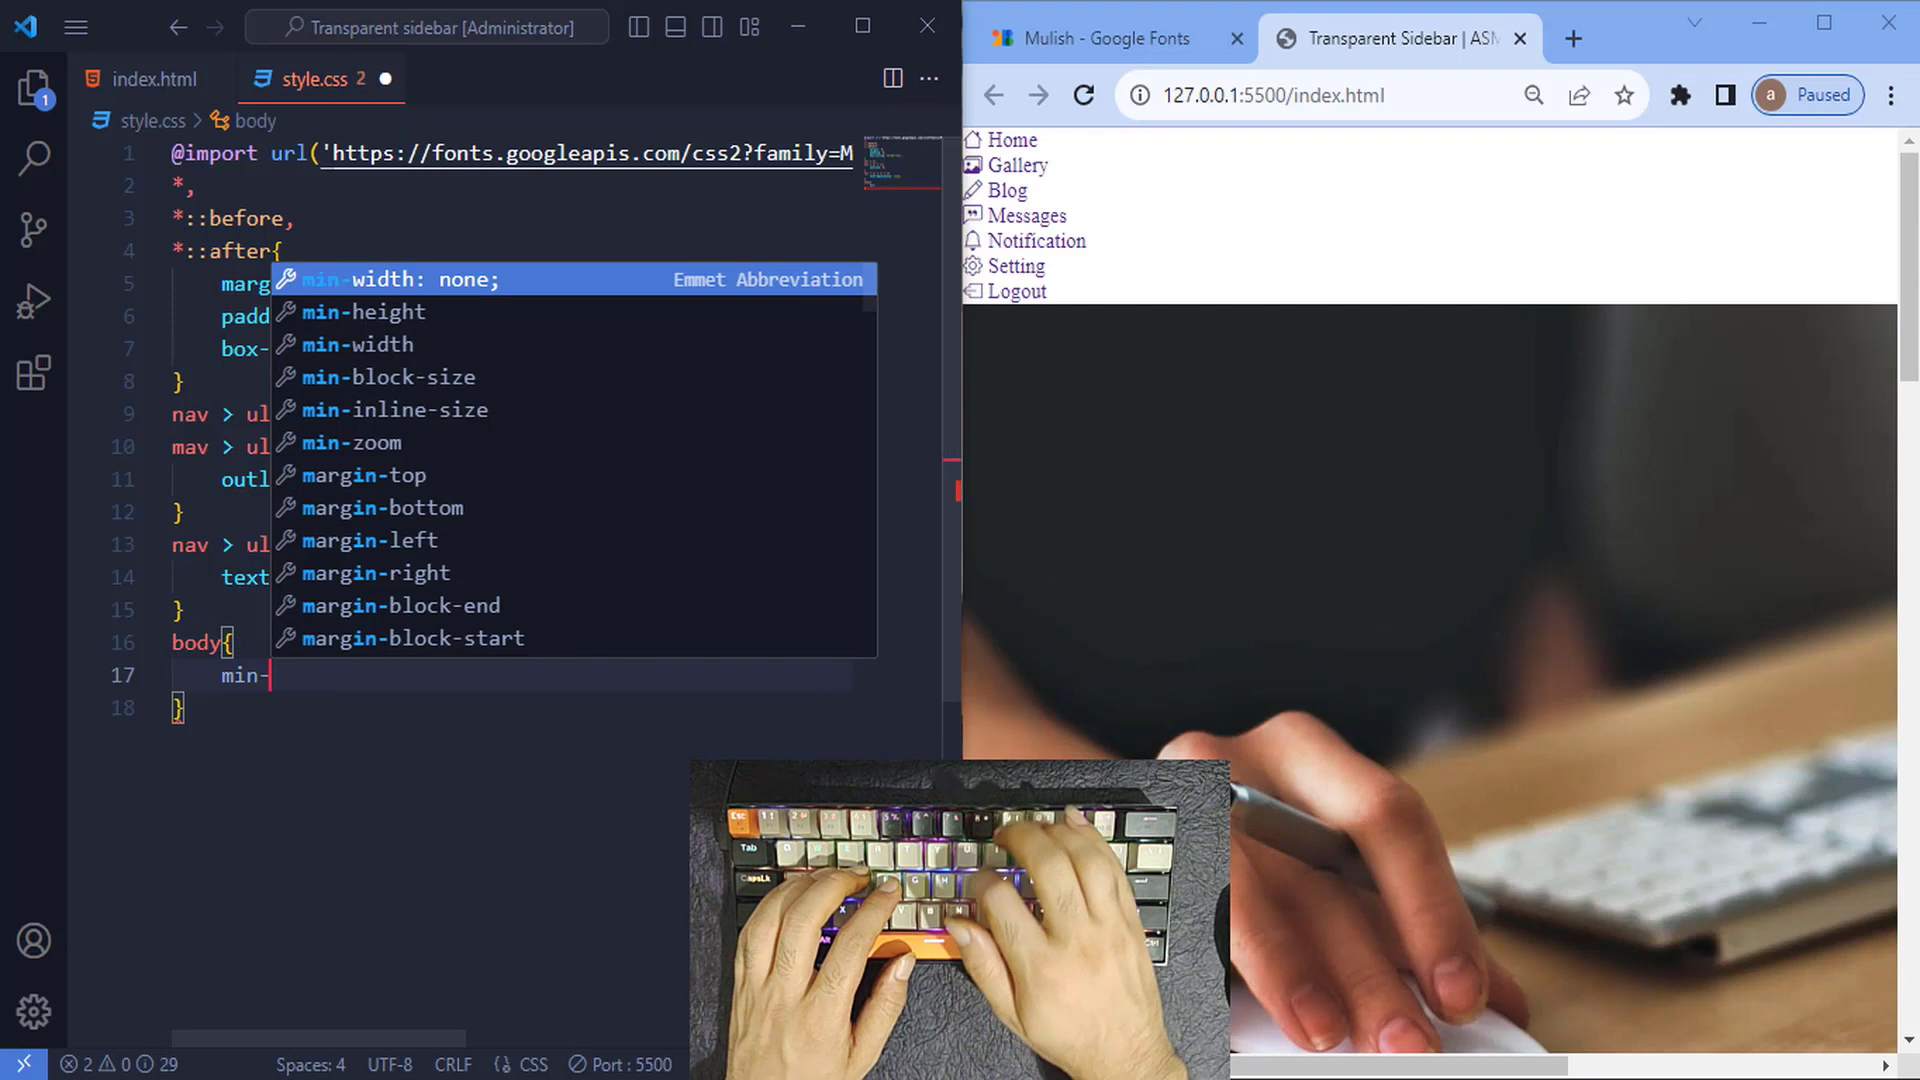 Transparent sidebar [Administrator]
index.html
style.css 2
style.css > body
1 @import url('https://fonts.googleapis.com/css2?family=M
2 *,
3 *::before,
4 *::after{
5 marg
6 padd
7 box-
8 }
9 nav > ul
10 mav > ul
11 outl
12 }
13 nav > ul
14 text
15 }
16 body{
17 min-
18 }
min-width: none; Emmet Abbreviation
min-height
min-width
min-block-size
min-inline-size
min-zoom
margin-top
margin-bottom
margin-left
margin-right
margin-block-end
margin-block-start
1
2 0 29
Spaces: 4 UTF-8 CRLF {} CSS Port : 5500
Mulish - Google Fonts
Transparent Sidebar | ASM
127.0.0.1:5500/index.html
a Paused
Home
Gallery
Blog
Messages
Notification
Setting
Logout
Esc
Tab
CapsLk
Alt
Ctrl